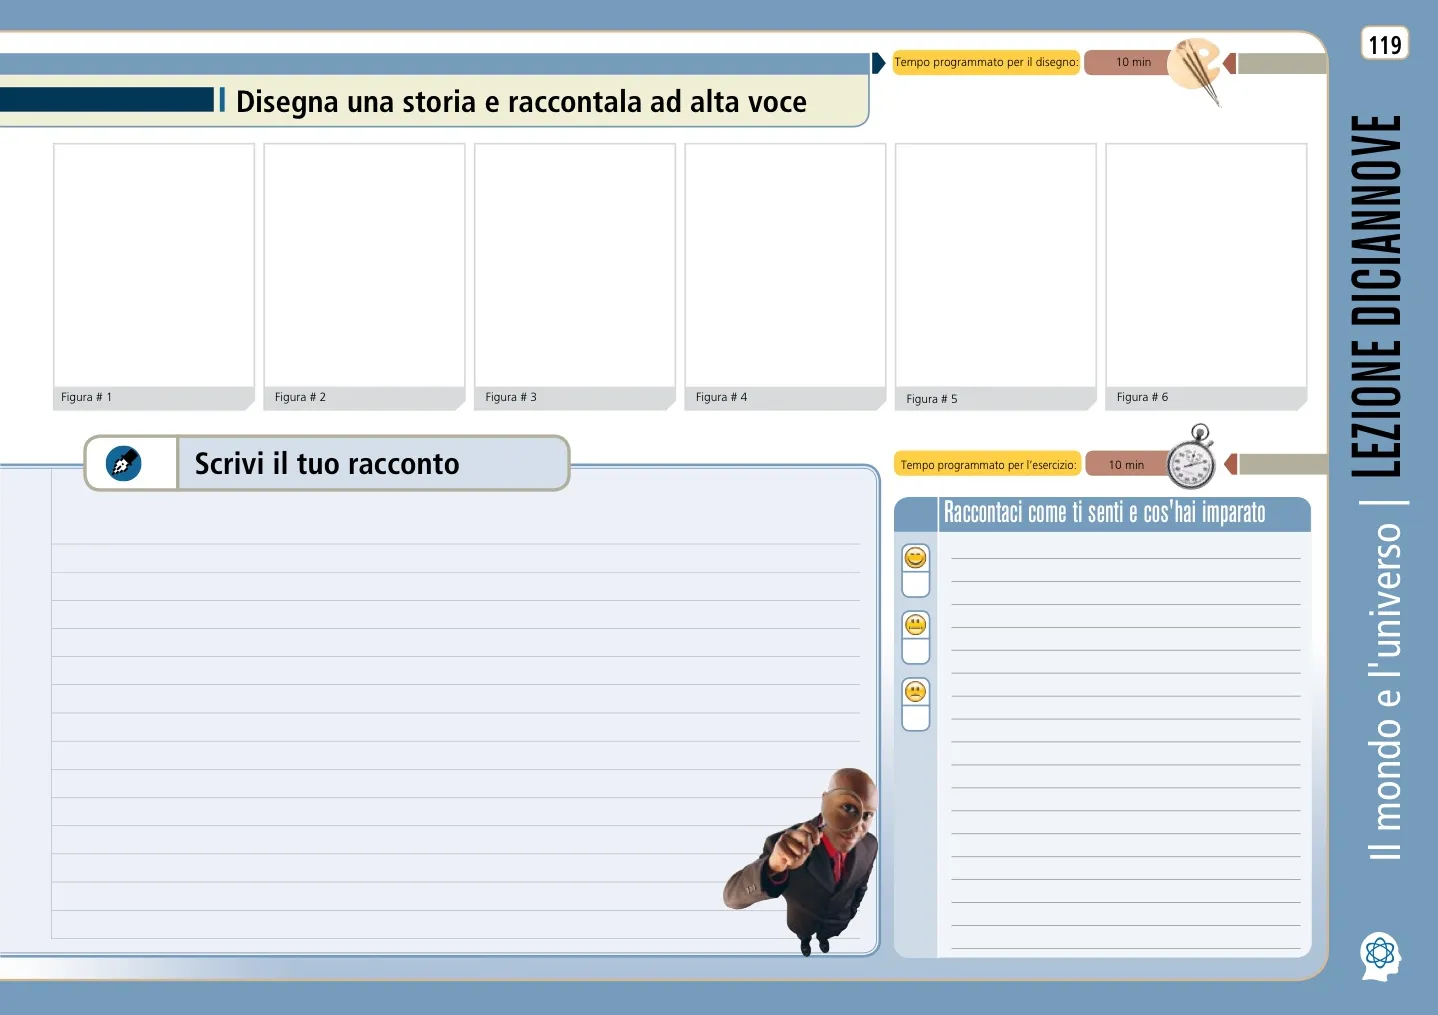 119
Tempo programmato per il disegno:
10 min
Disegna una storia e raccontala ad alta voce
Figura # 1
Figura # 2
Figura # 3
Figura # 4
Figura # 5
Figura # 6
Scrivi il tuo racconto
Tempo programmato per l'esercizio:
10 min
Raccontaci come ti senti e cos'hai imparato
Il mondo e l'universo | LEZIONE DICIANNOVE